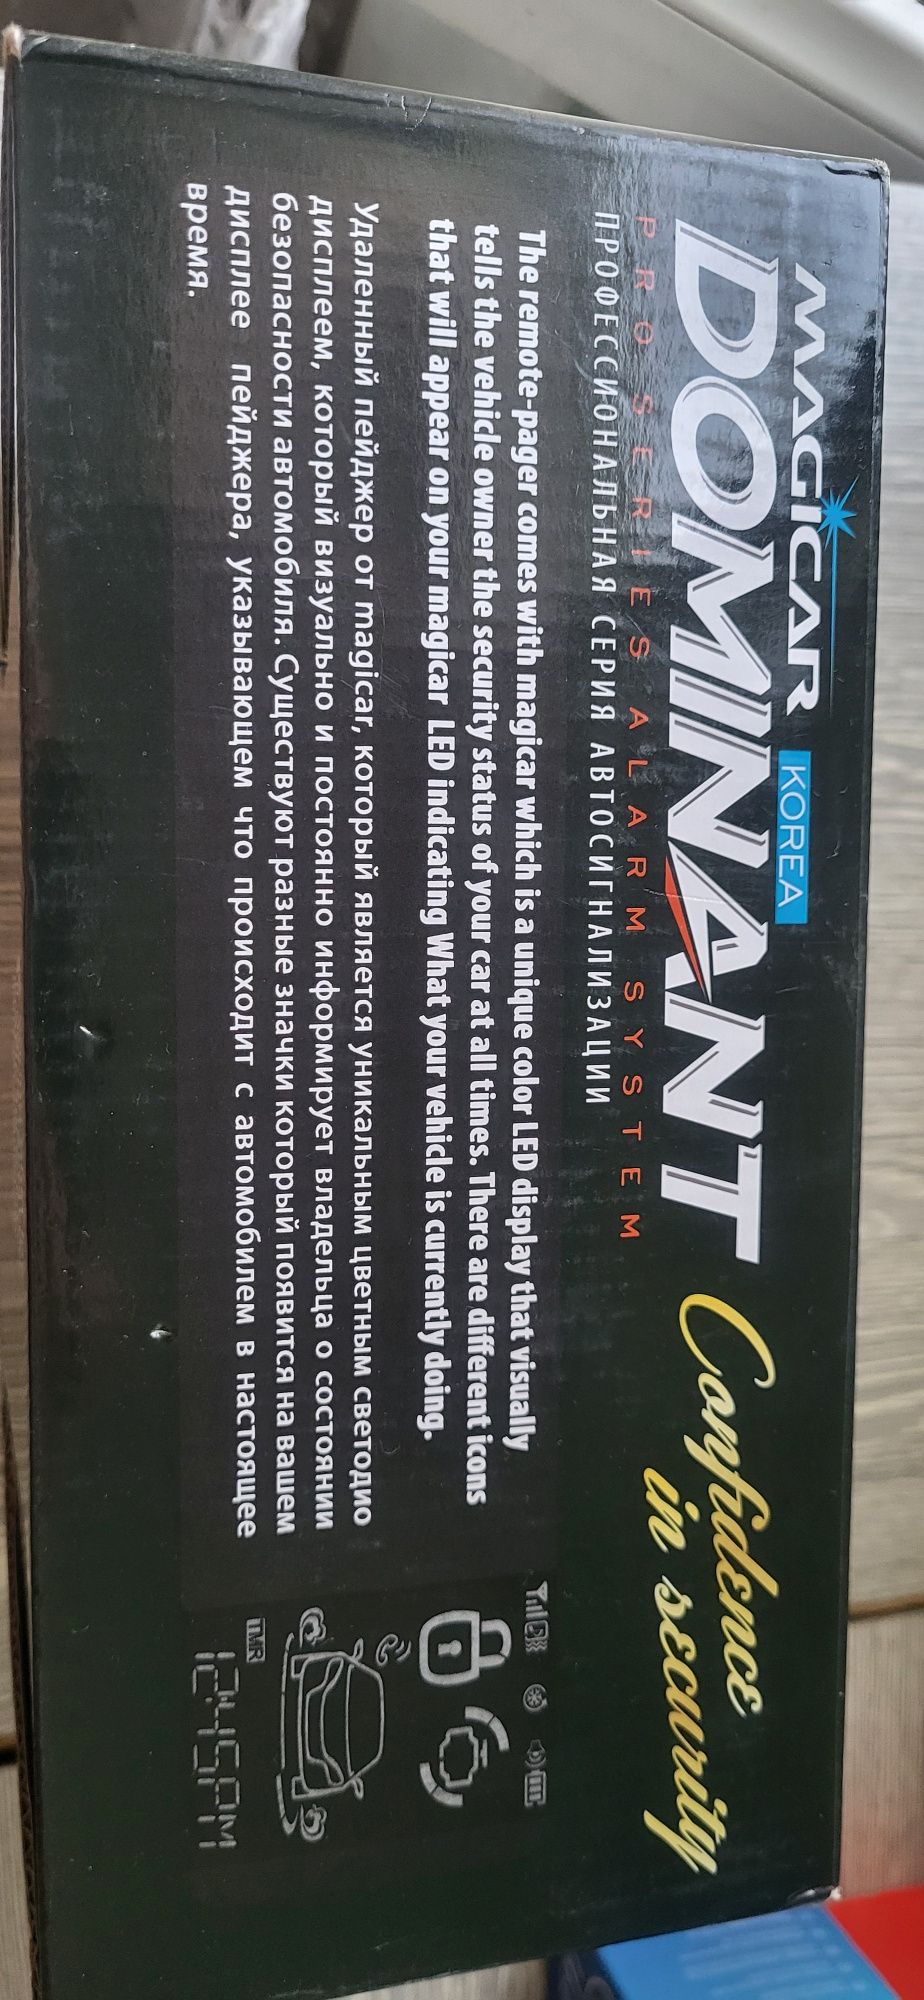 MAGICAR
KOREA
DOMINANT
Confidence
in security
PRO SERIES ALARM SYSTEM
ПРОФЕССИОНАЛЬНАЯ СЕРИЯ АВТОСИГНАЛИЗАЦИИ
The remote-pager comes with magicar which is a unique color LED display that visually
tells the vehicle owner the security status of your car at all times. There are different icons
that will appear on your magicar LED indicating What your vehicle is currently doing.
Удаленный пейджер от magicar, который является уникальным цветным светодио
дисплеем, который визуально и постоянно информирует владельца о состоянии
безопасности автомобиля. Существуют разные значки который появится на вашем
дисплее пейджера, указывающем что происходит с автомобилем в настоящее
время.
TMR
12:45PM